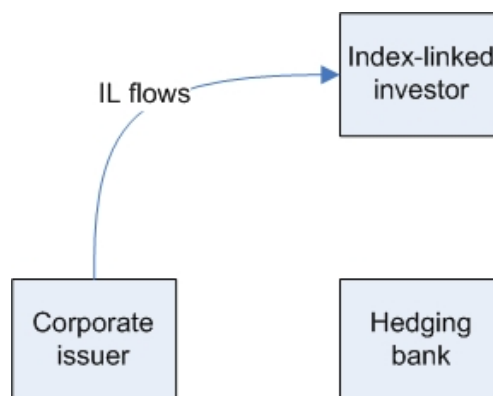 Index-linked
investor
IL flows
Corporate
issuer
Hedging
bank